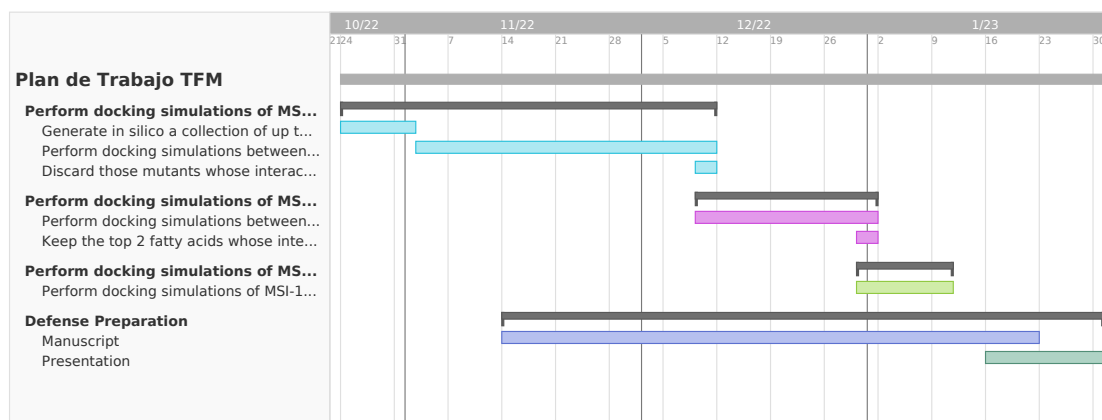 10/22 11/22 12/22 1/23
21 24 31 7 14 21 28 5 12 19 26 2 9 16 23 30
Plan de Trabajo TFM
Perform docking simulations of MS...
Generate in silico a collection of up t...
Perform docking simulations between...
Discard those mutants whose interac...
Perform docking simulations of MS...
Perform docking simulations between...
Keep the top 2 fatty acids whose inte...
Perform docking simulations of MS...
Perform docking simulations of MSI-1...
Defense Preparation
Manuscript
Presentation